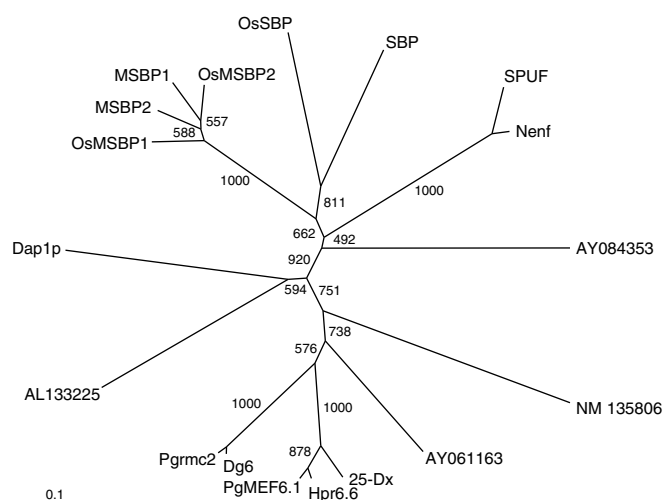 OsSBP
SBP
MSBP1 OsMSBP2
SPUF
MSBP2
557
Nenf
588
OsMSBP1
1000
1000
811
662 492
Dap1p
AY084353
920
594 751
738
576
AL133225
NM 135806
1000 1000
Pgrmc2
878
AY061163
Dg6
25-Dx
PgMEF6.1
Hpr6.6
0.1